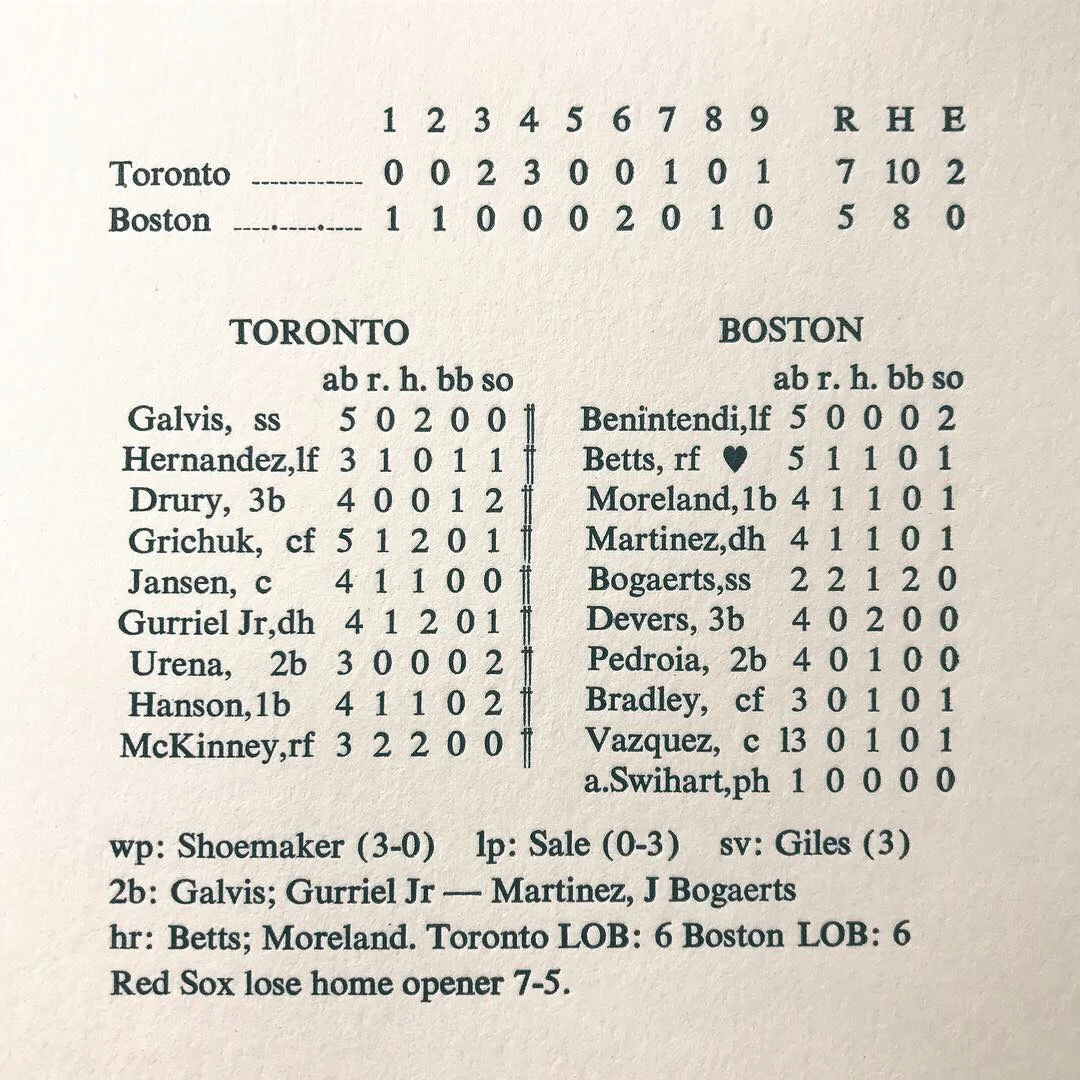 1 2 3 4 5 6 7 8 9 R H E
Toronto ............ 0 0 2 3 0 0 1 0 1 7 10 2
Boston ............ 1 1 0 0 0 2 0 1 0 5 8 0
TORONTO
ab r. h. bb so
Galvis, ss 5 0 2 0 0
Hernandez,lf 3 1 0 1 1
Drury, 3b 4 0 0 1 2
Grichuk, cf 5 1 2 0 1
Jansen, c 4 1 1 0 0
Gurriel Jr,dh 4 1 2 0 1
Urena, 2b 3 0 0 0 2
Hanson,1b 4 1 1 0 2
McKinney,rf 3 2 2 0 0
BOSTON
ab r. h. bb so
Benintendi,lf 5 0 0 0 2
Betts, rf ♥ 5 1 1 0 1
Moreland,1b 4 1 1 0 1
Martinez,dh 4 1 1 0 1
Bogaerts,ss 2 2 1 2 0
Devers, 3b 4 0 2 0 0
Pedroia, 2b 4 0 1 0 0
Bradley, cf 3 0 1 0 1
Vazquez, c l3 0 1 0 1
a.Swihart,ph 1 0 0 0 0
wp: Shoemaker (3-0) lp: Sale (0-3) sv: Giles (3)
2b: Galvis; Gurriel Jr — Martinez, J Bogaerts
hr: Betts; Moreland. Toronto LOB: 6 Boston LOB: 6
Red Sox lose home opener 7-5.